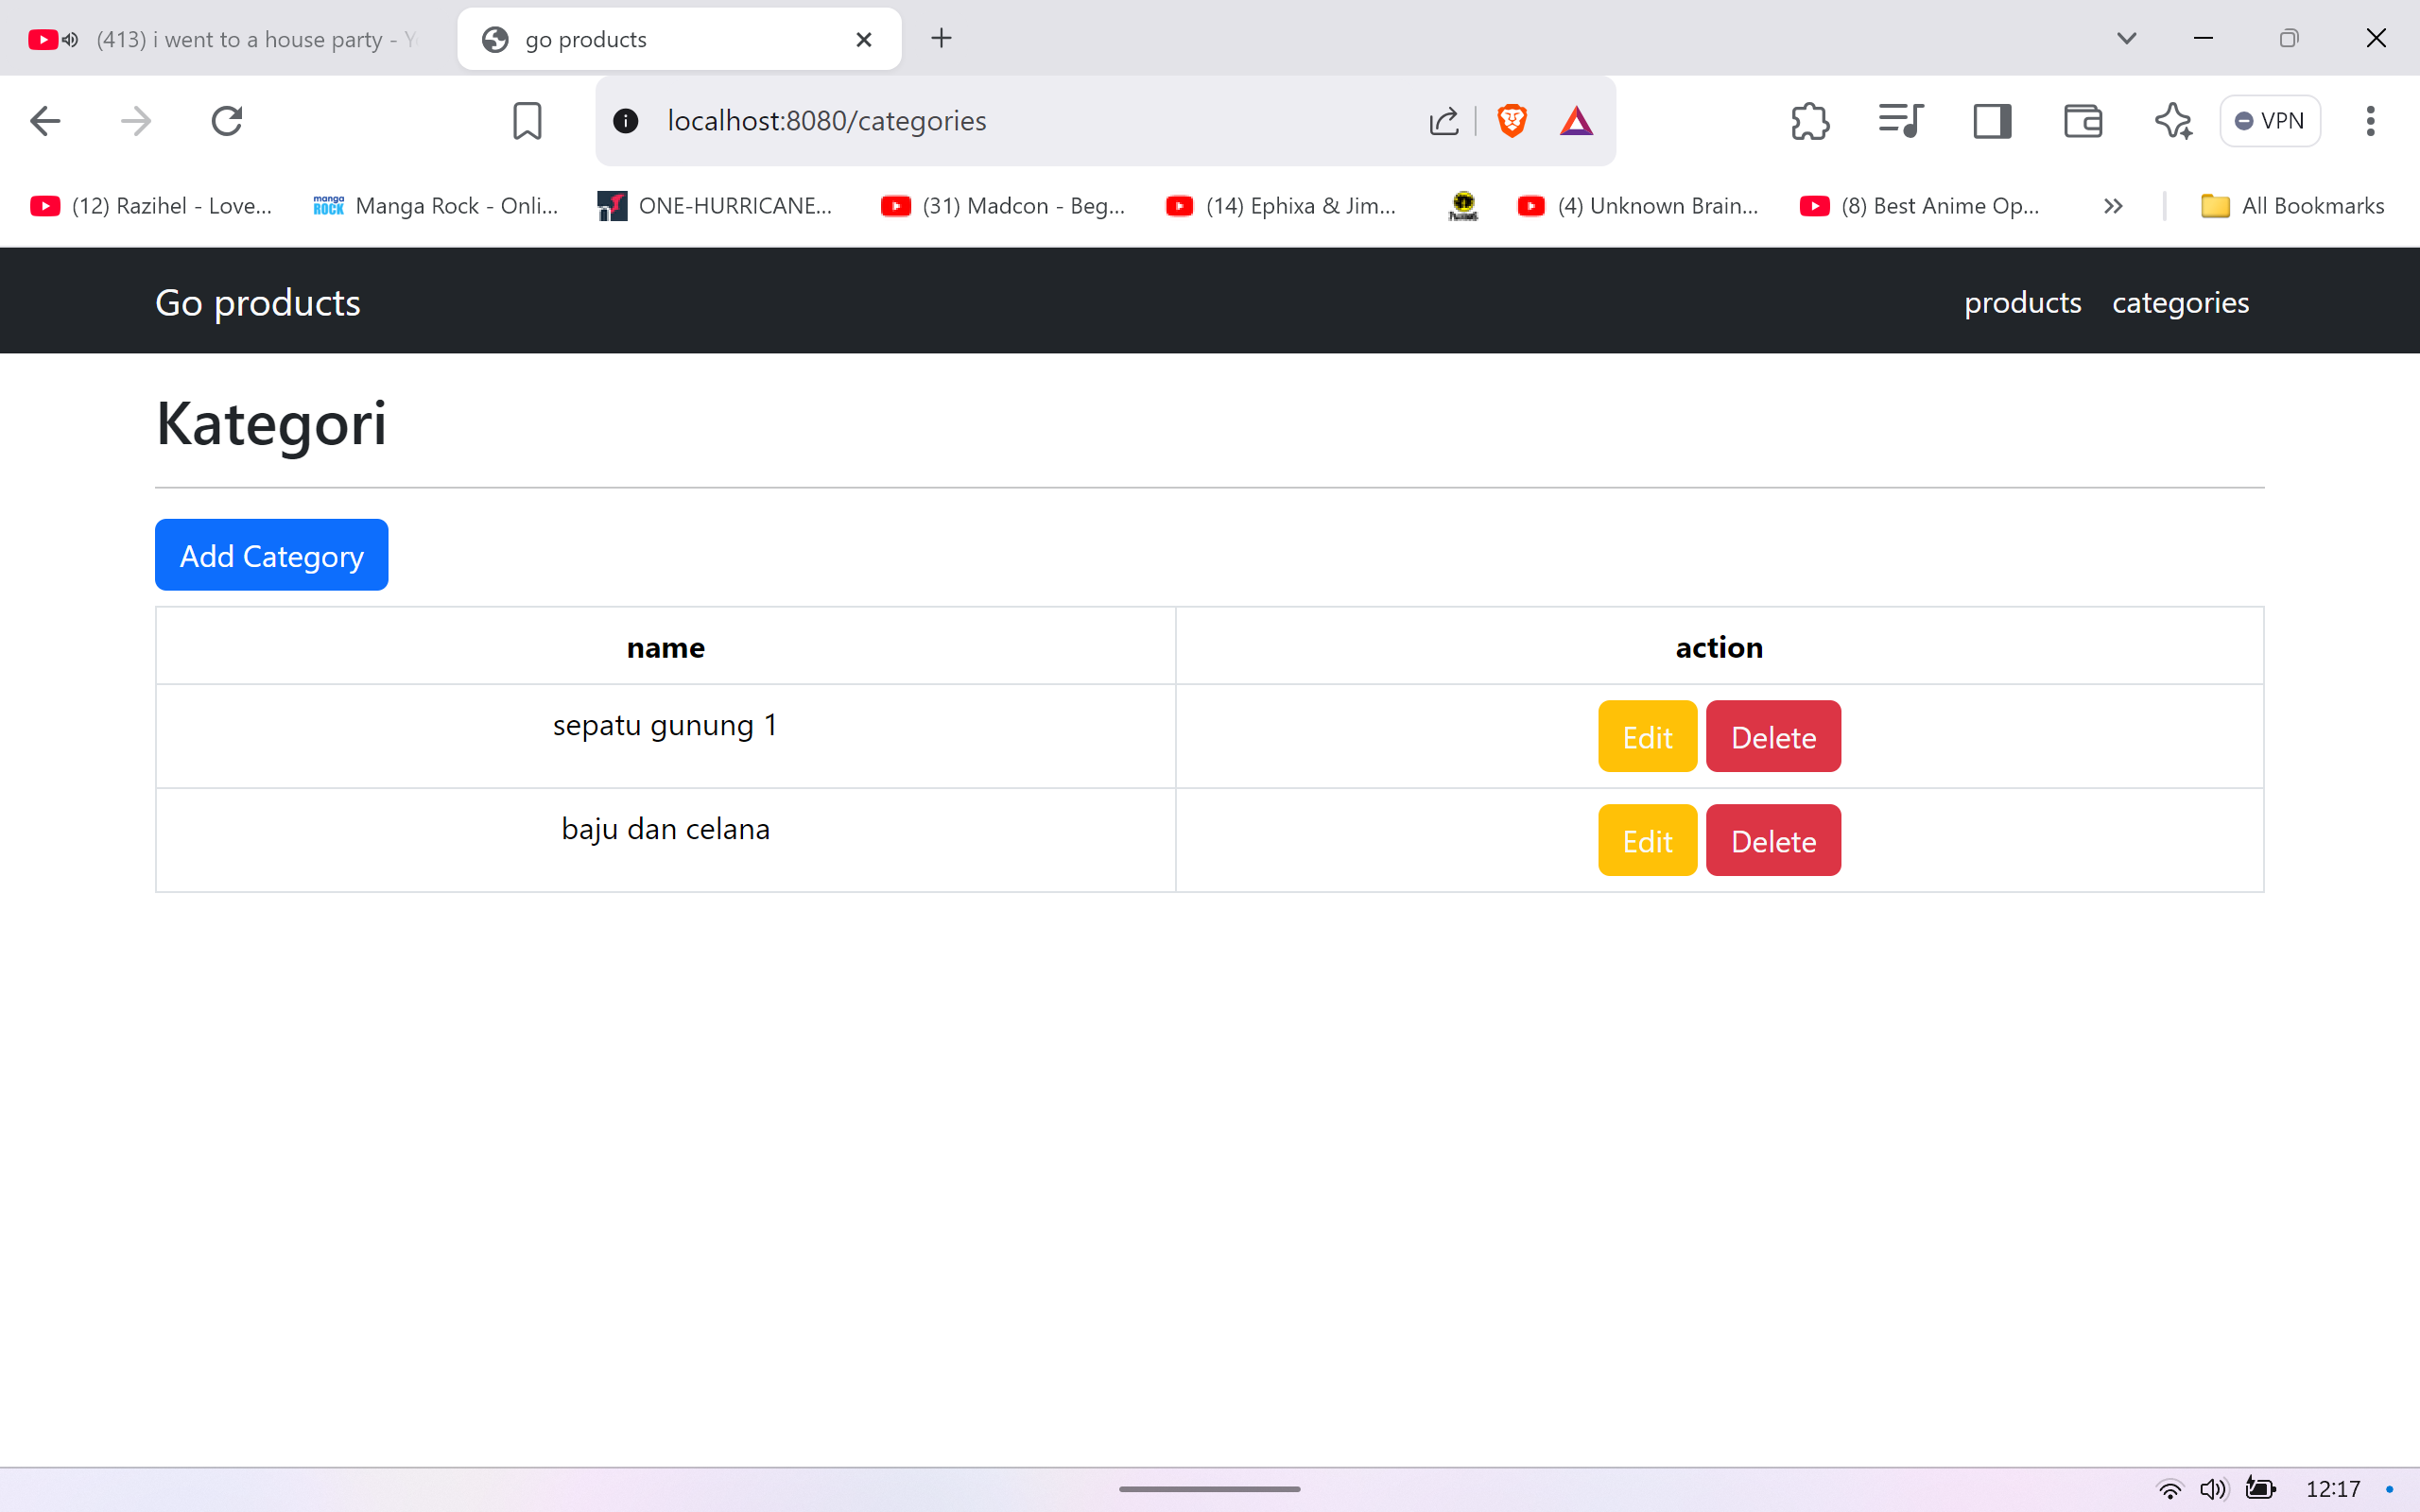 (413) i went to a house party - Y
go products
localhost:8080/categories
VPN
(12) Razihel - Love...
manga ROCK
Manga Rock - Onli...
ONE-HURRICANE...
(31) Madcon - Beg...
(14) Ephixa & Jim...
(4) Unknown Brain...
(8) Best Anime Op...
All Bookmarks
Go products
products
categories
Kategori
Add Category
name
action
sepatu gunung 1
Edit
Delete
baju dan celana
Edit
Delete
12:17